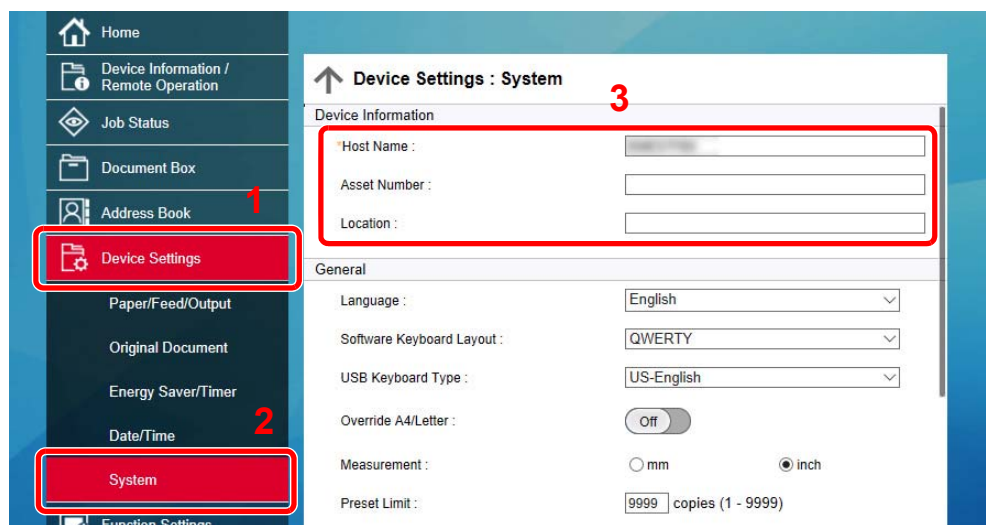 Home
Device Information /
Remote Operation
Job Status
Document Box
1
Address Book
Device Settings
Paper/Feed/Output
Original Document
Energy Saver/Timer
2
Date/Time
System
Function Settings
Device Settings : System
3
Device Information
*Host Name :
Asset Number :
Location :
General
Language : English
Software Keyboard Layout : QWERTY
USB Keyboard Type : US-English
Override A4/Letter : Off
Measurement : mm inch
Preset Limit : 9999 copies (1 - 9999)